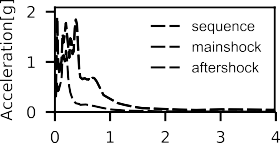 Acceleration[g]
2
1
0
sequence
mainshock
aftershock
0 1 2 3 4